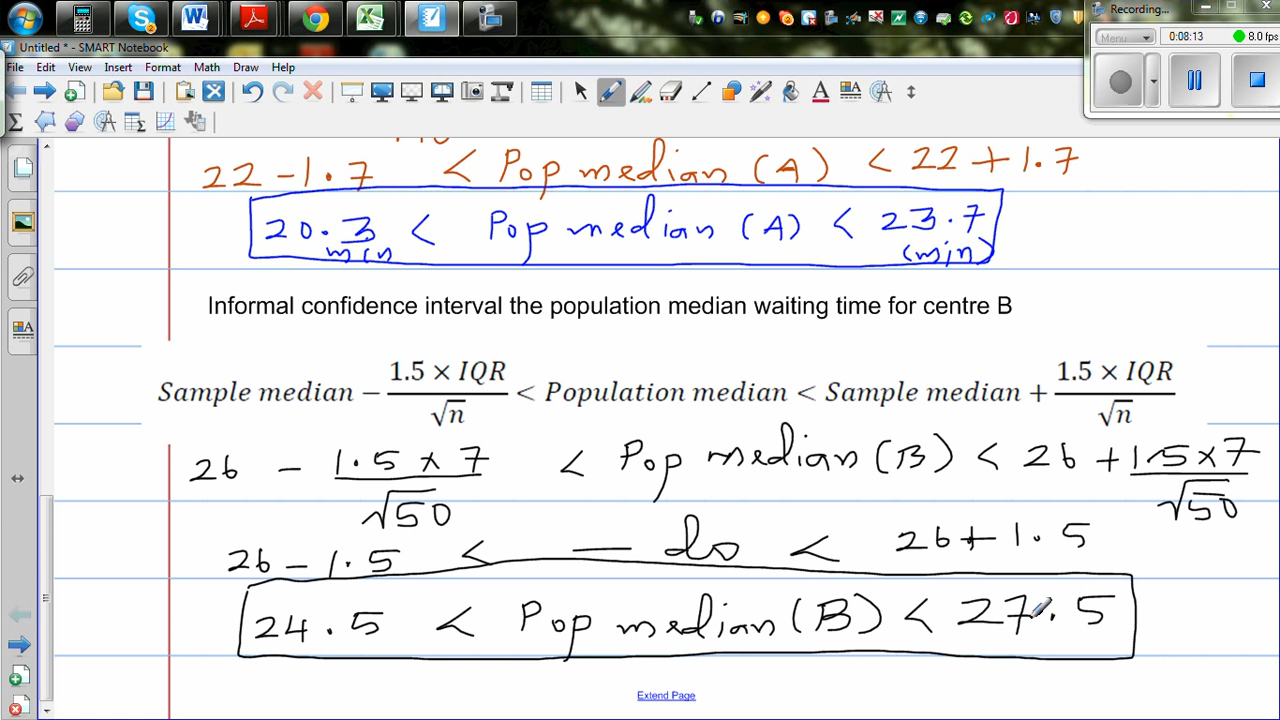 Recording...
Menu 0:08:13 8.0 fps
Untitled * - SMART Notebook
File Edit View Insert Format Math Draw Help
22 - 1.7 < Pop median (A) < 22 + 1.7
20.3 < Pop median (A) < 23.7
min (min)
Informal confidence interval the population median waiting time for centre B
Sample median − 1.5 × IQR / √n < Population median < Sample median + 1.5 × IQR / √n
26 - 1.5 × 7 / √50 < Pop median (B) < 26 + 1.5 × 7 / √50
26 - 1.5 < — do < 26 + 1.5
24.5 < Pop median (B) < 27.5
Extend Page